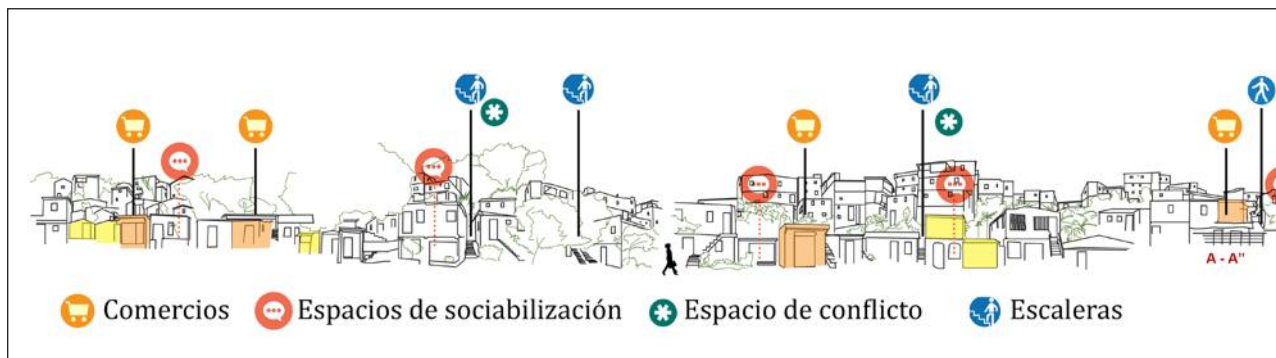 A - A"
Comercios Espacios de sociabilización Espacio de conflicto Escaleras